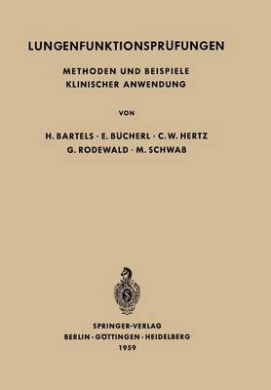 LUNGENFUNKTIONSPRÜFUNGEN
METHODEN UND BEISPIELE
KLINISCHER ANWENDUNG
VON
H. BARTELS · E. BÜCHERL · C. W. HERTZ
G. RODEWALD · M. SCHWAB
SPRINGER-VERLAG
BERLIN · GÖTTINGEN · HEIDELBERG
1959